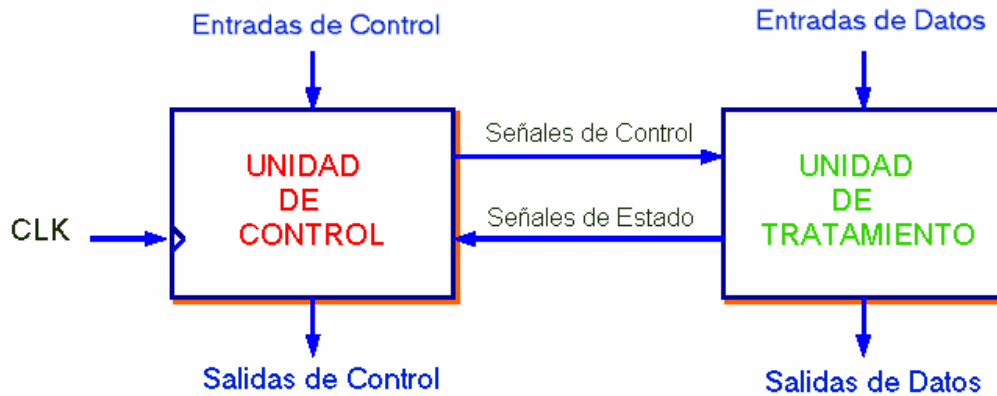 Entradas de Control
Entradas de Datos
UNIDAD
DE
CONTROL
Señales de Control
Señales de Estado
UNIDAD
DE
TRATAMIENTO
CLK
Salidas de Control
Salidas de Datos